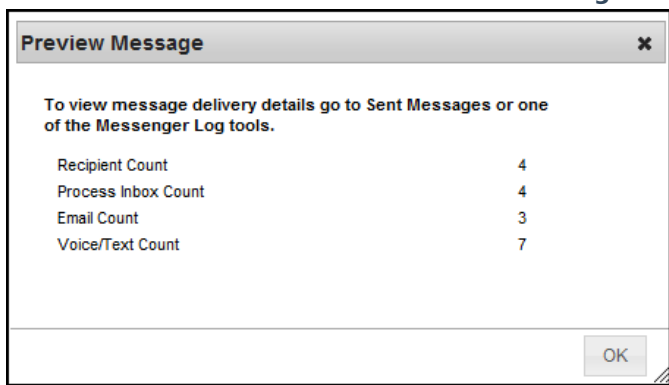 Preview Message
To view message delivery details go to Sent Messages or one
of the Messenger Log tools.
Recipient Count 4
Process Inbox Count 4
Email Count 3
Voice/Text Count 7
OK